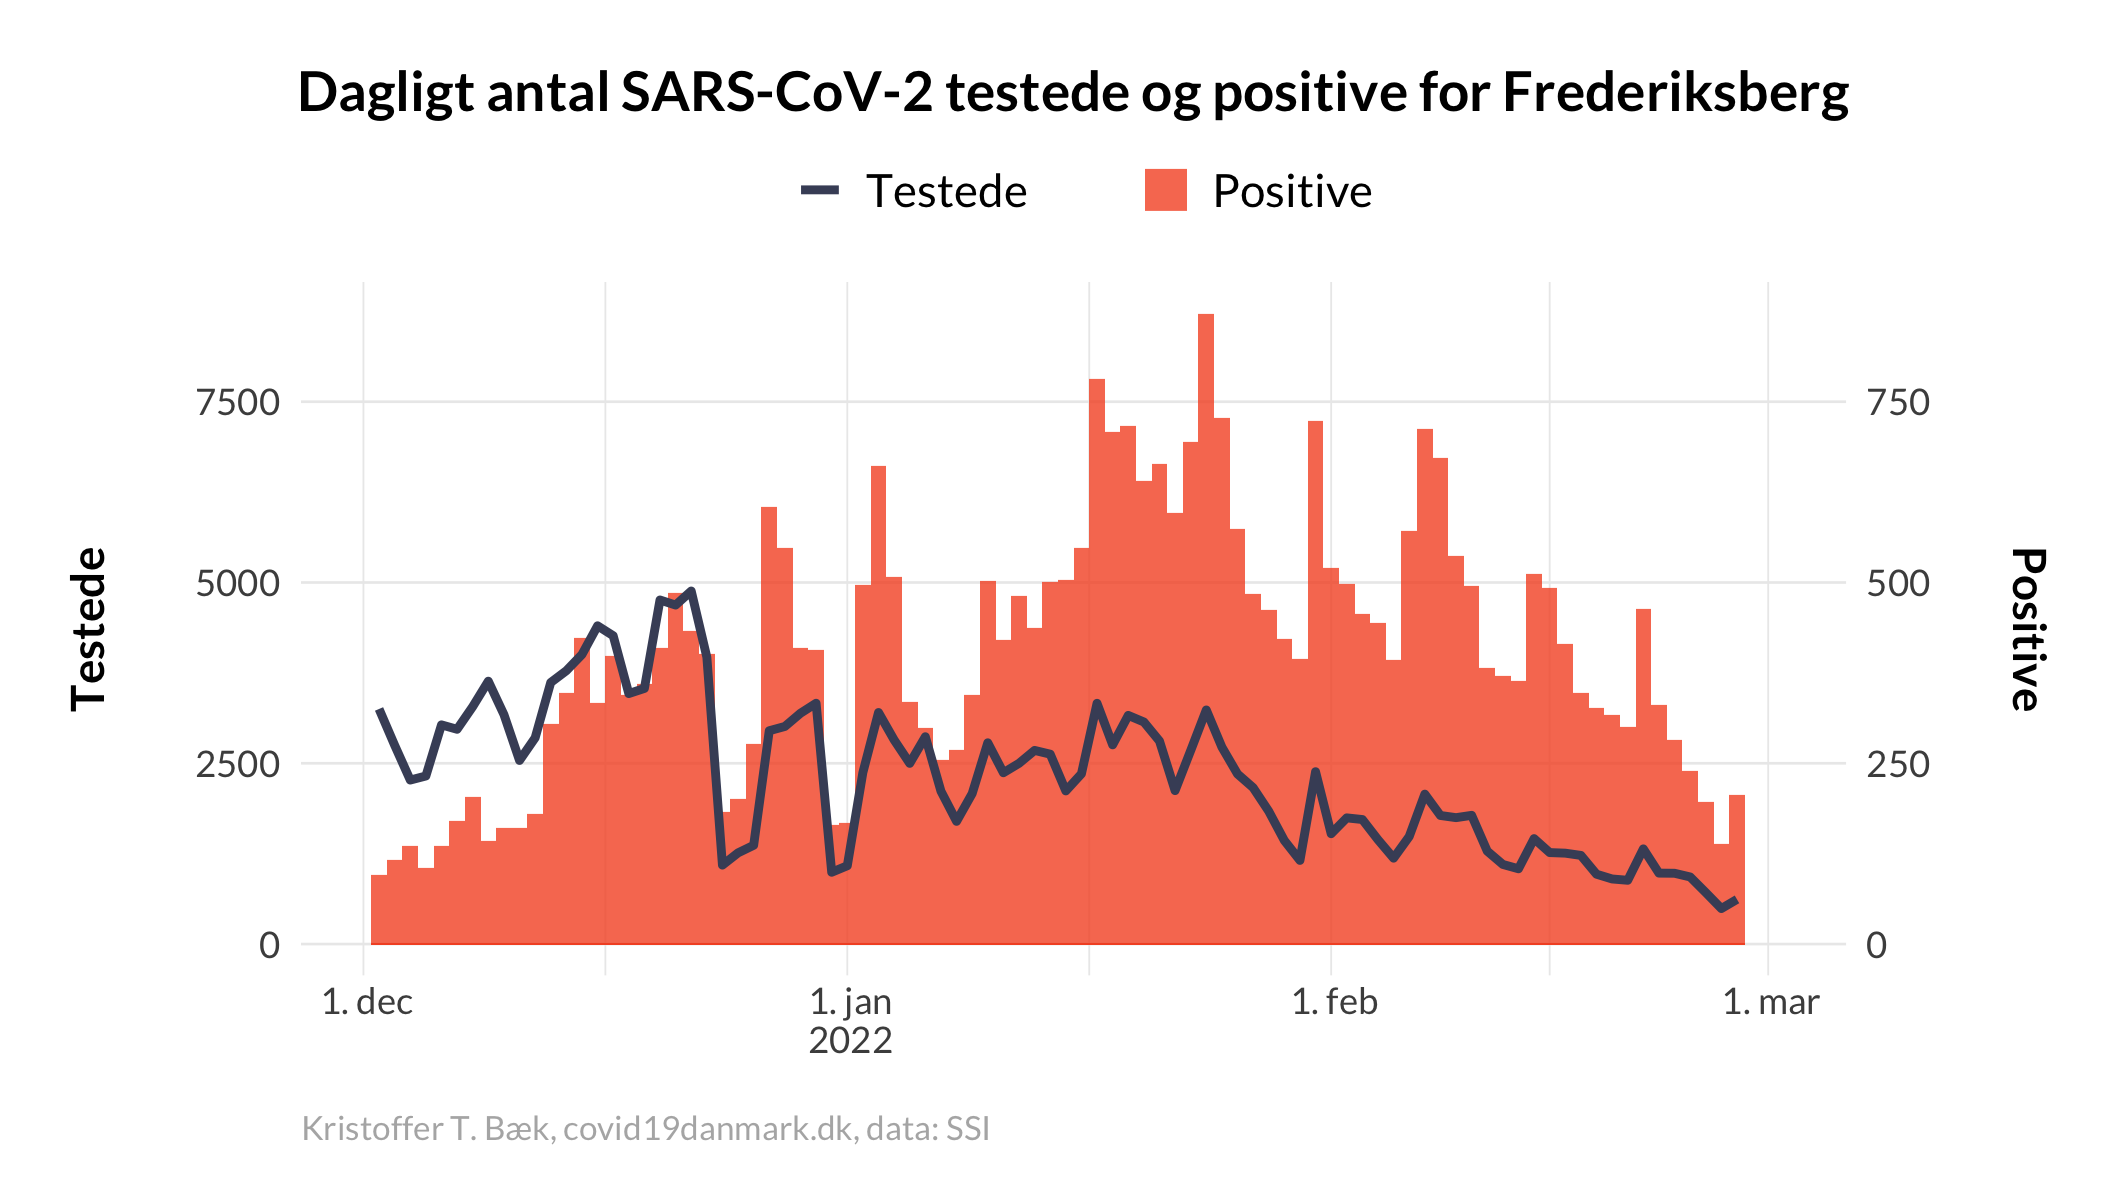 Dagligt antal SARS-CoV-2 testede og positive for Frederiksberg
Testede
Positive
7500
5000
2500
0
750
500
250
0
Testede
Positive
1. dec
1. jan
2022
1. feb
1. mar
Kristoffer T. Bæk, covid19danmark.dk, data: SSI